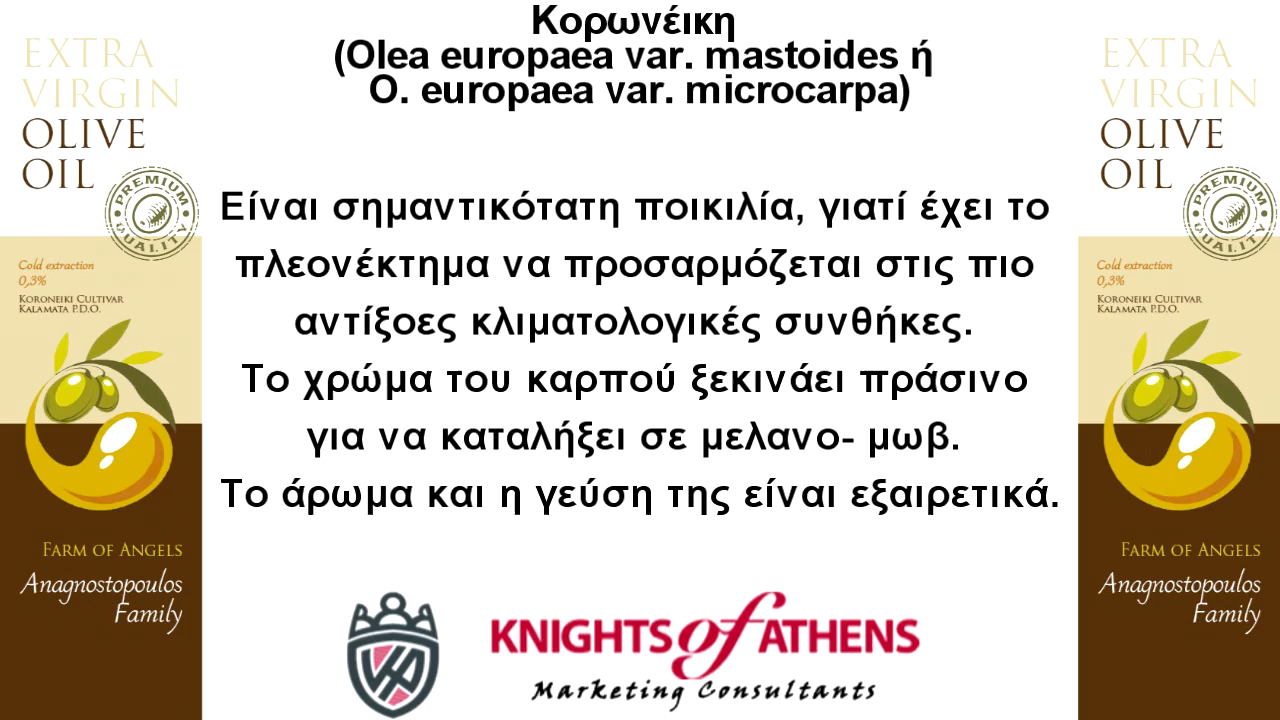 Κορωνέικη
(Olea europaea var. mastoides ή
O. europaea var. microcarpa)
Είναι σημαντικότατη ποικιλία, γιατί έχει το
πλεονέκτημα να προσαρμόζεται στις πιο
αντίξοες κλιματολογικές συνθήκες.
Το χρώμα του καρπού ξεκινάει πράσινο
για να καταλήξει σε μελανο- μωβ.
Το άρωμα και η γεύση της είναι εξαιρετικά.
EXTRA
VIRGIN
OLIVE
OIL
PREMIUM
QUALITY
Cold extraction
0,3%
KORONEIKI CULTIVAR
KALAMATA P.D.O.
FARM OF ANGELS
Anagnostopoulos
Family
EXTRA
VIRGIN
OLIVE
OIL
PREMIUM
QUALITY
Cold extraction
0,3%
KORONEIKI CULTIVAR
KALAMATA P.D.O.
FARM OF ANGELS
Anagnostopoulos
Family
KNIGHTS of ATHENS
Marketing Consultants